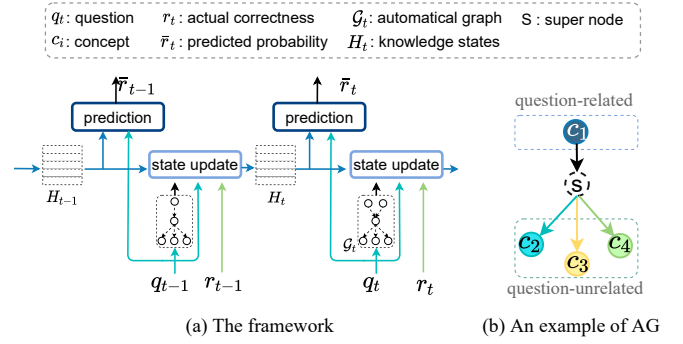 q_t : question r_t : actual correctness 𝒢_t : automatical graph S : super node
c_i : concept r̄_t : predicted probability H_t : knowledge states
r̄_{t−1} r̄_t
prediction prediction
question-related
c_1
state update state update
S
H_{t−1} H_t
𝒢_t
c_2 c_4
c_3
q_{t−1} r_{t−1} q_t r_t
question-unrelated
(a) The framework (b) An example of AG